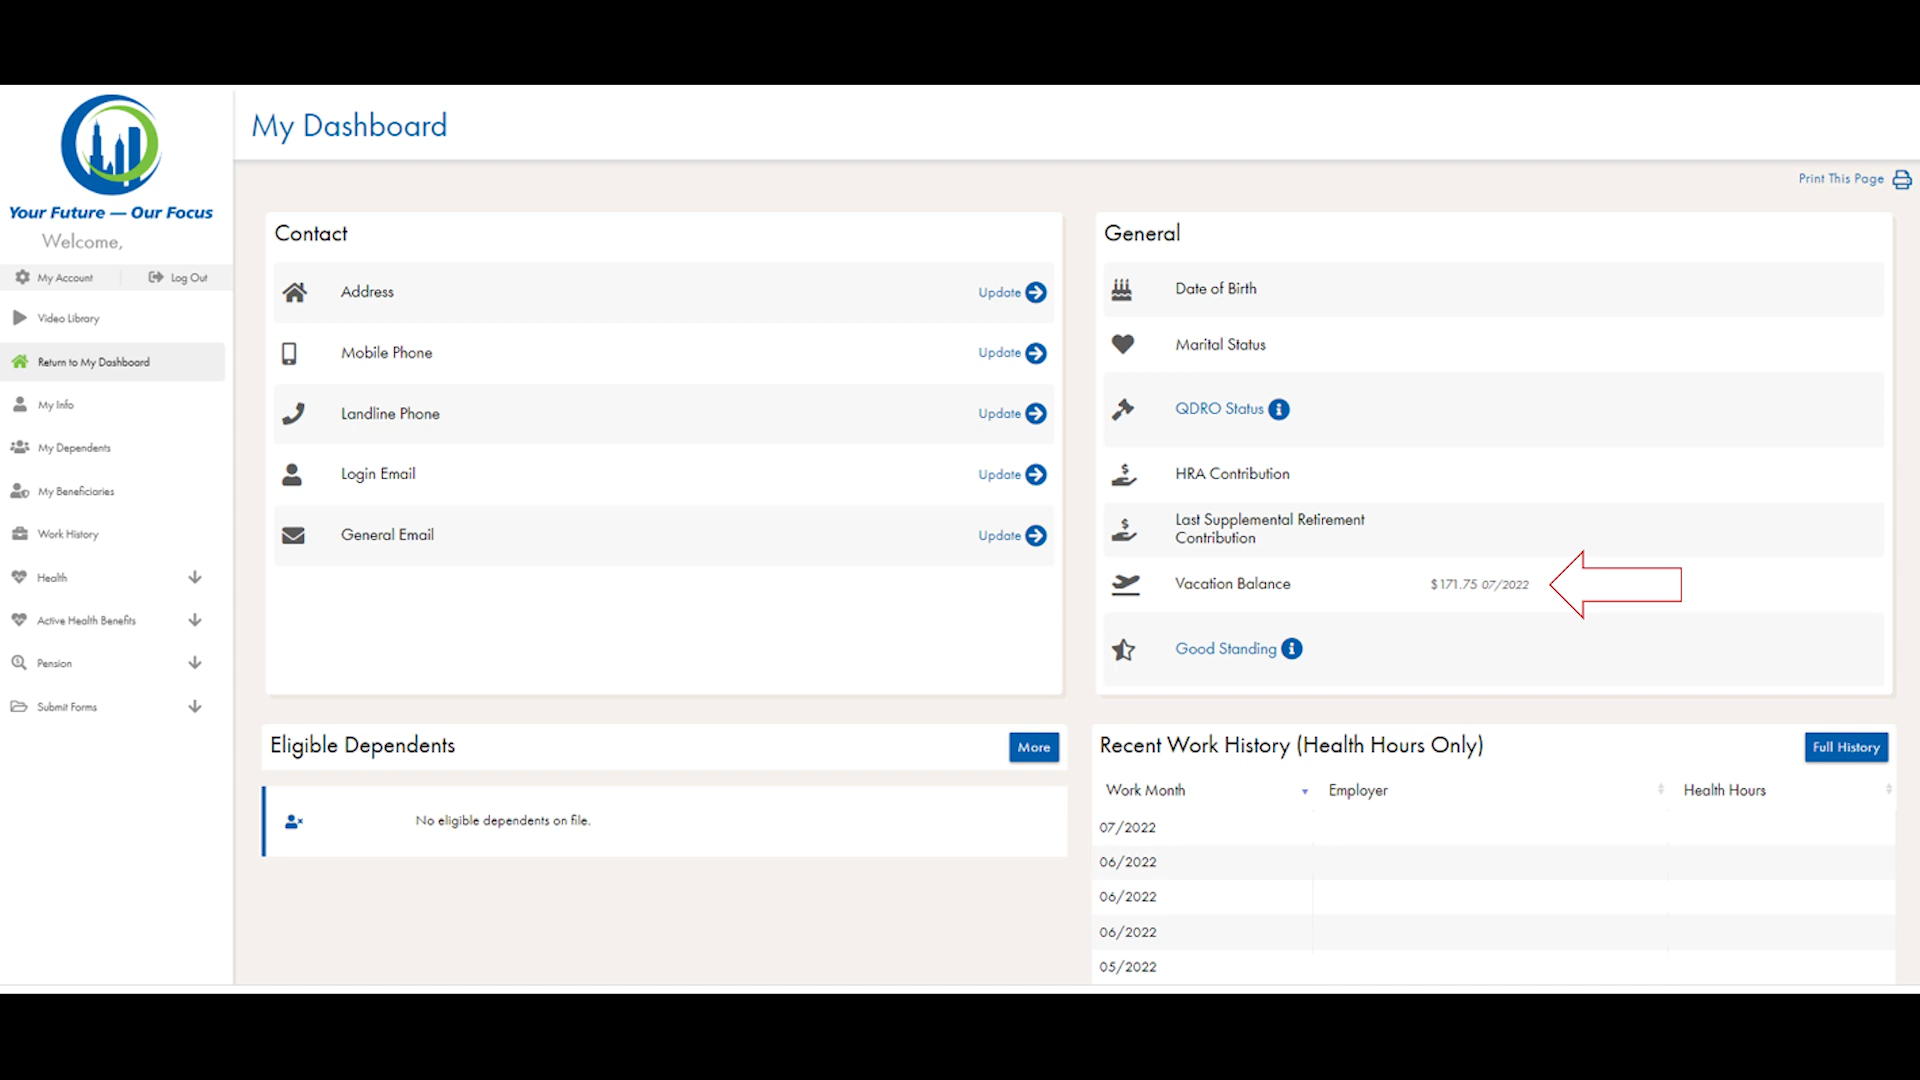 My Dashboard
Print This Page
Your Future — Our Focus
Welcome,
My Account
Log Out
Video Library
Return to My Dashboard
My Info
My Dependents
My Beneficiaries
Work History
Health
Active Health Benefits
Pension
Submit Forms
Contact
Address
Update
Mobile Phone
Update
Landline Phone
Update
Login Email
Update
General Email
Update
General
Date of Birth
Marital Status
QDRO Status
HRA Contribution
Last Supplemental Retirement
Contribution
Vacation Balance $171.75 07/2022
Good Standing
Eligible Dependents
More
No eligible dependents on file.
Recent Work History (Health Hours Only)
Full History
Work Month Employer Health Hours
07/2022
06/2022
06/2022
06/2022
05/2022